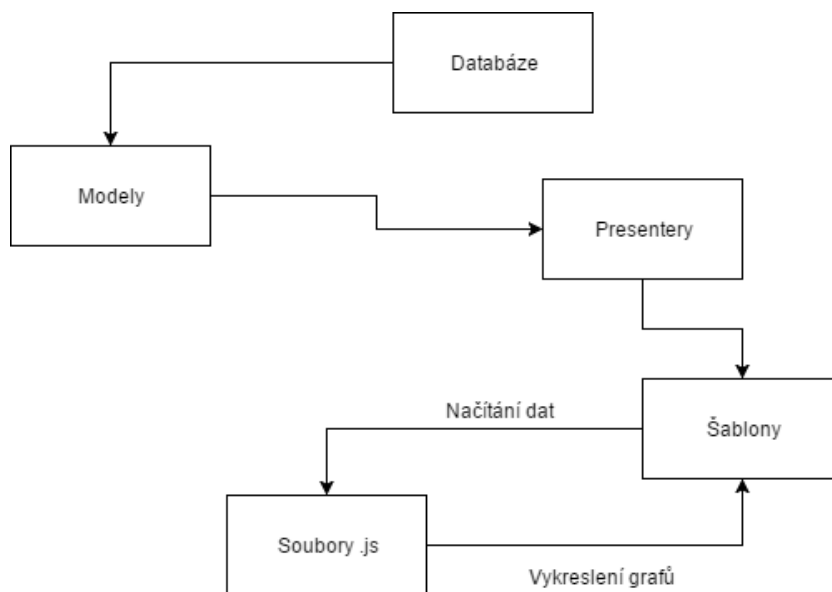 Databáze
Modely
Presentery
Načítání dat
Šablony
Soubory .js
Vykreslení grafů